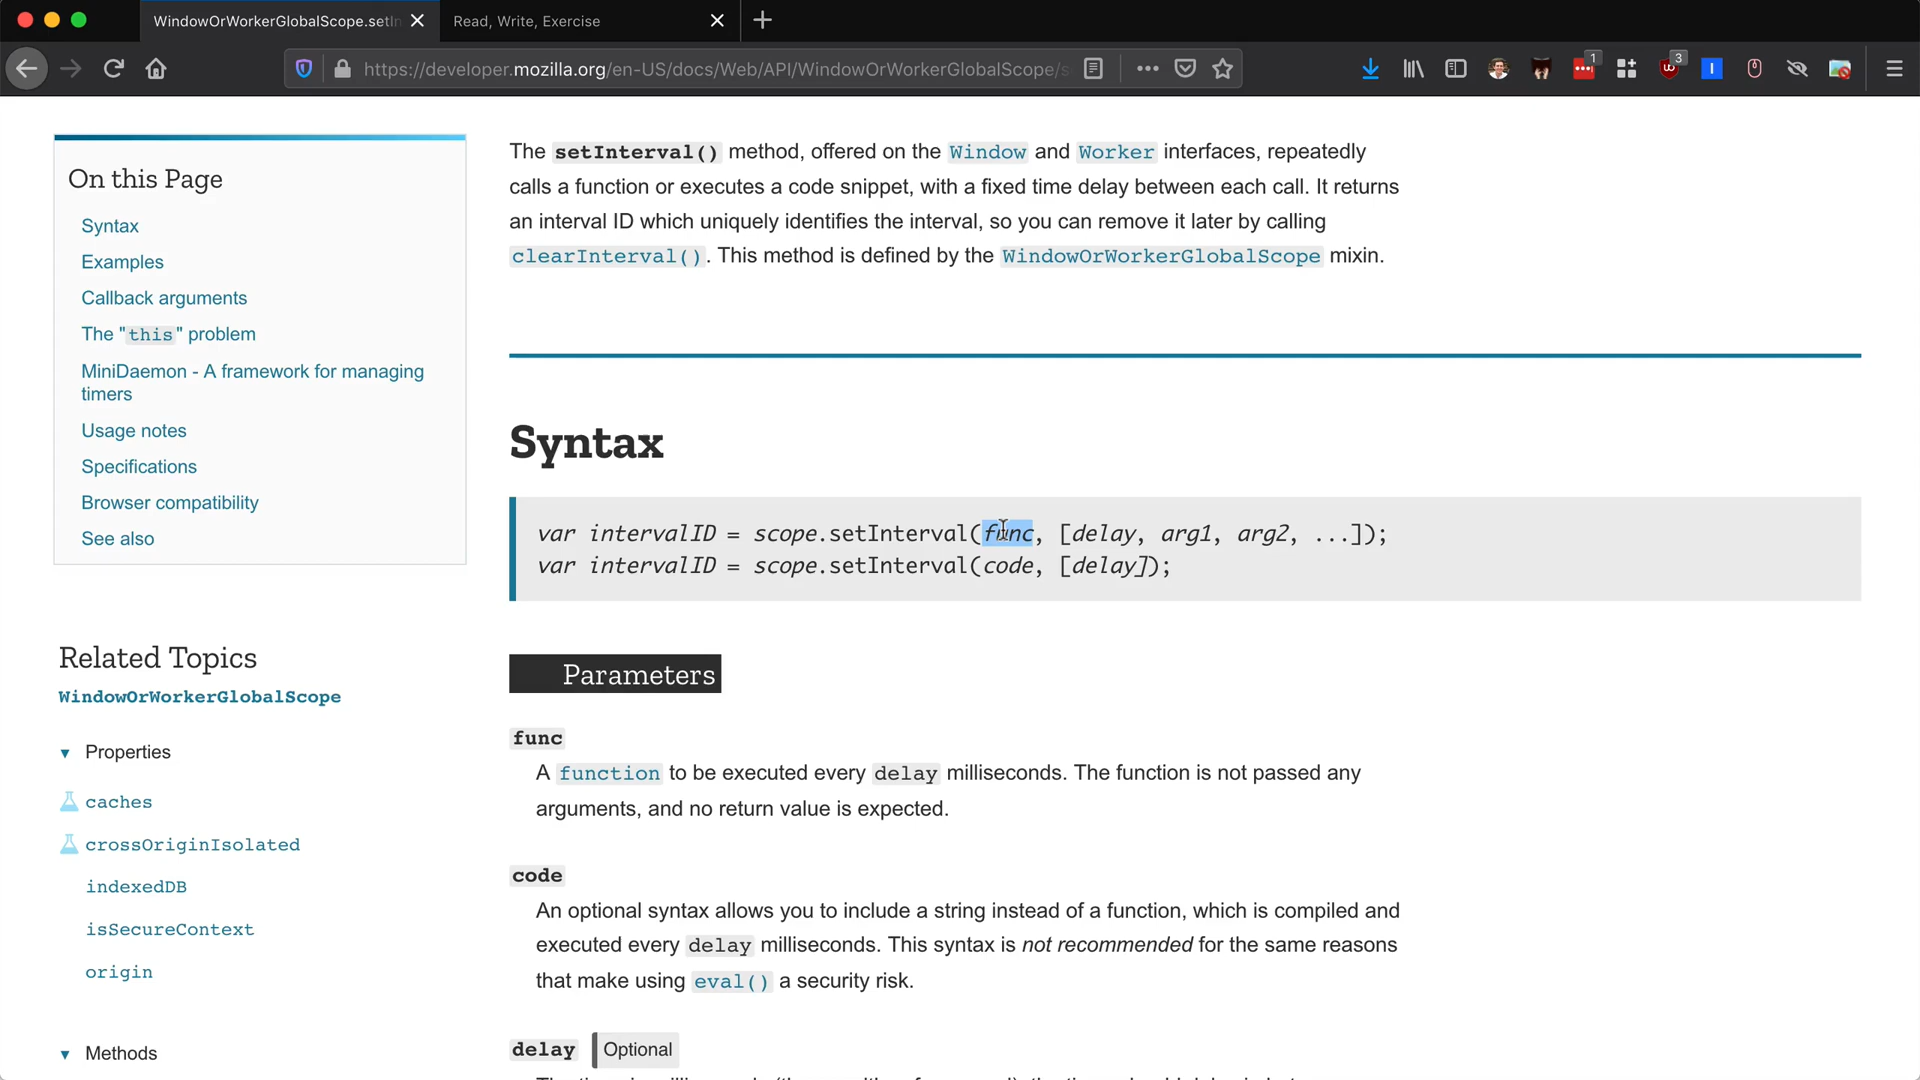 WindowOrWorkerGlobalScope.setIn
Read, Write, Exercise
https://developer.mozilla.org/en-US/docs/Web/API/WindowOrWorkerGlobalScope/s
1
3
On this Page
Syntax
Examples
Callback arguments
The "this" problem
MiniDaemon - A framework for managing
timers
Usage notes
Specifications
Browser compatibility
See also
Related Topics
WindowOrWorkerGlobalScope
Properties
caches
crossOriginIsolated
indexedDB
isSecureContext
origin
Methods
The setInterval() method, offered on the Window and Worker interfaces, repeatedly
calls a function or executes a code snippet, with a fixed time delay between each call. It returns
an interval ID which uniquely identifies the interval, so you can remove it later by calling
clearInterval(). This method is defined by the WindowOrWorkerGlobalScope mixin.
Syntax
var intervalID = scope.setInterval(func, [delay, arg1, arg2, ...]);
var intervalID = scope.setInterval(code, [delay]);
Parameters
func
A function to be executed every delay milliseconds. The function is not passed any
arguments, and no return value is expected.
code
An optional syntax allows you to include a string instead of a function, which is compiled and
executed every delay milliseconds. This syntax is not recommended for the same reasons
that make using eval() a security risk.
delay Optional